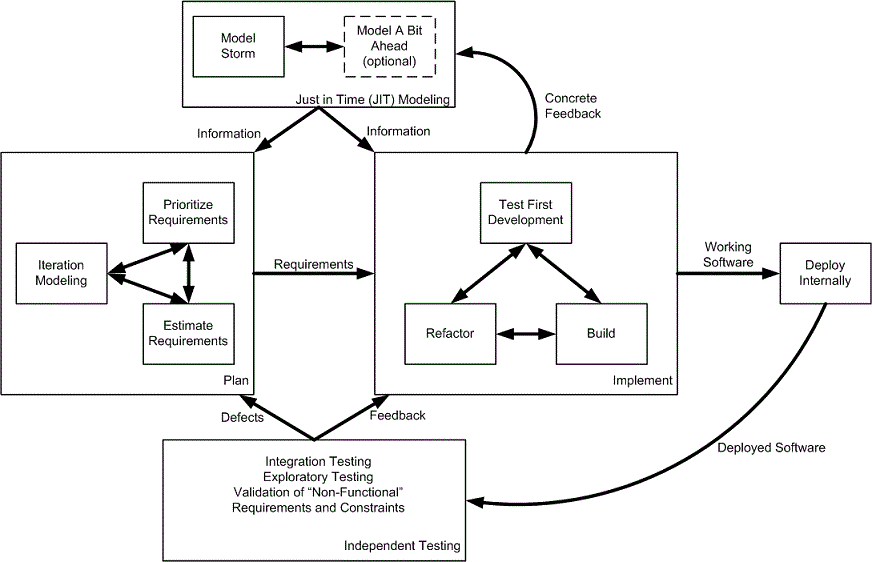 Model
Storm
Model A Bit
Ahead
(optional)
Just in Time (JIT) Modeling
Concrete
Feedback
Information
Information
Prioritize
Requirements
Iteration
Modeling
Estimate
Requirements
Plan
Requirements
Test First
Development
Refactor
Build
Implement
Working
Software
Deploy
Internally
Defects
Feedback
Deployed Software
Integration Testing
Exploratory Testing
Validation of “Non-Functional”
Requirements and Constraints
Independent Testing